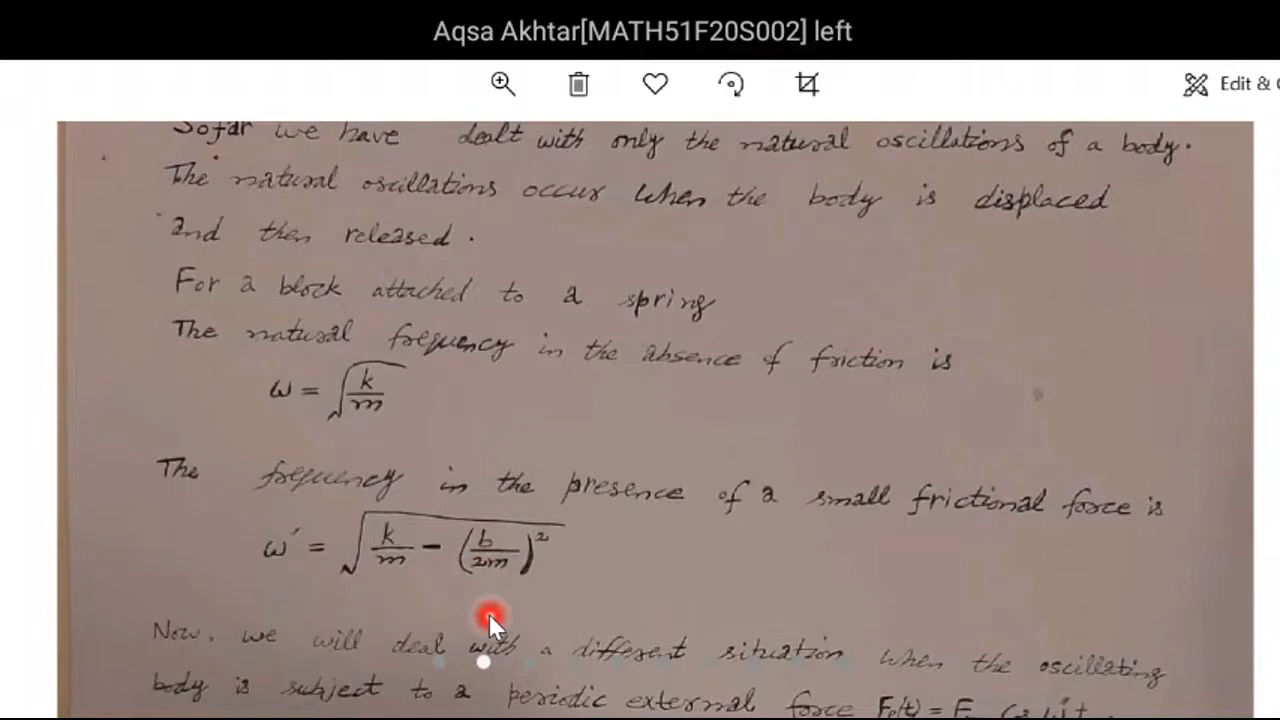 Aqsa Akhtar[MATH51F20S002] left
Edit &
Sofar we have dealt with only the natural oscillations of a body.
The natural oscillations occur when the body is displaced
and then released.
For a block attached to a spring
The natural frequency in the absence of friction is
ω = √(k/m)
The frequency in the presence of a small frictional force is
ω′ = √(k/m − (b/2m)²)
Now, we will deal with a different situation when the oscillating
body is subject to a periodic external force